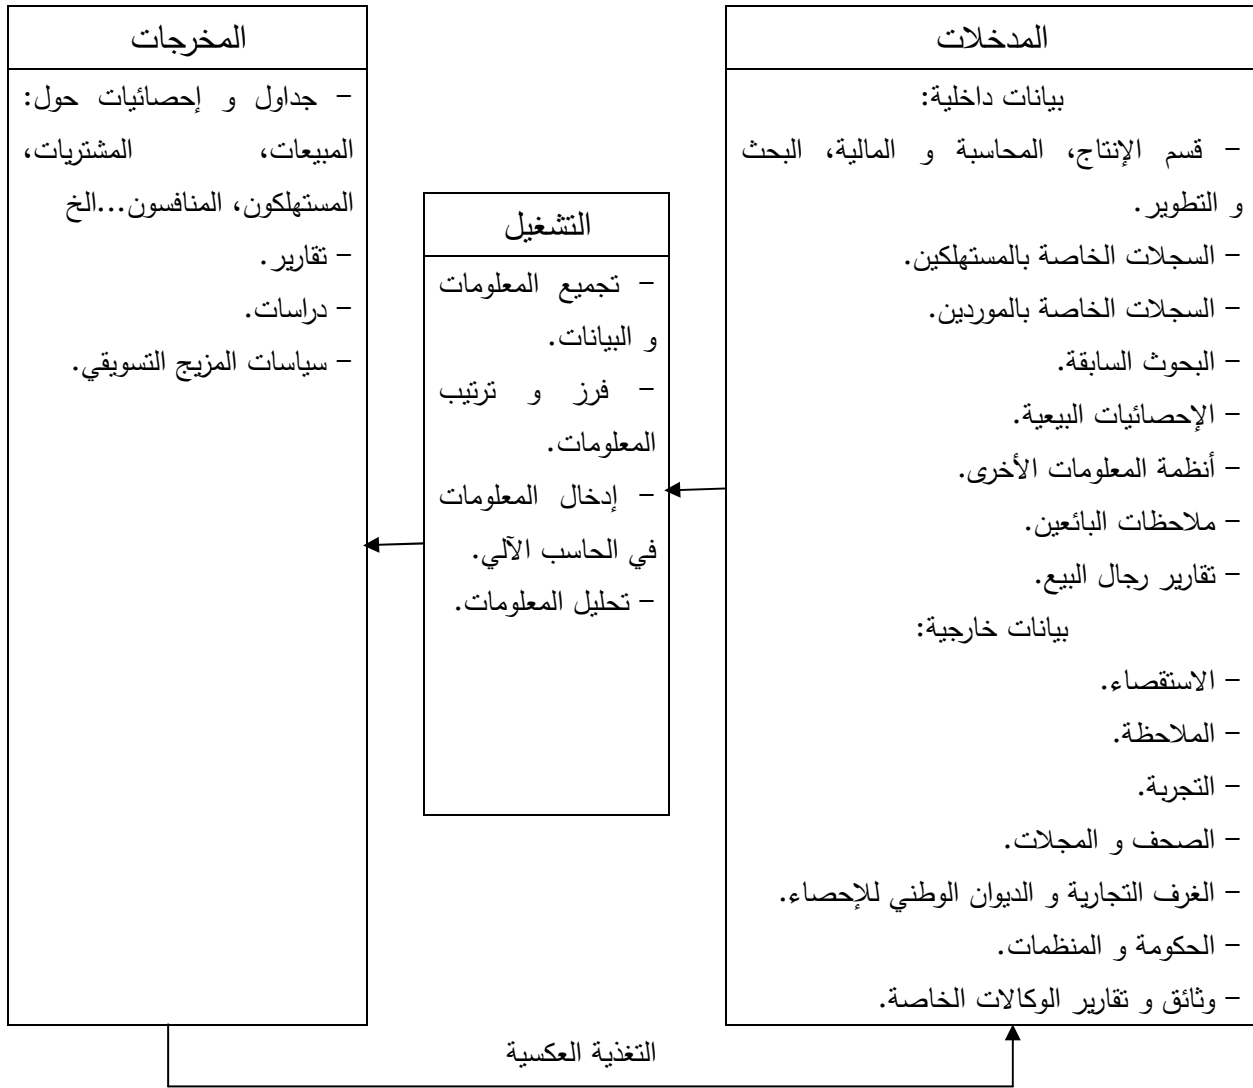 المدخلات
بيانات داخلية:
– قسم الإنتاج، المحاسبة و المالية، البحث
و التطوير.
– السجلات الخاصة بالمستهلكين.
– السجلات الخاصة بالموردين.
– البحوث السابقة.
– الإحصائيات البيعية.
– أنظمة المعلومات الأخرى.
– ملاحظات البائعين.
– تقارير رجال البيع.
بيانات خارجية:
– الاستقصاء.
– الملاحظة.
– التجربة.
– الصحف و المجلات.
– الغرف التجارية و الديوان الوطني للإحصاء.
– الحكومة و المنظمات.
– وثائق و تقارير الوكالات الخاصة.
التشغيل
– تجميع المعلومات
و البيانات.
– فرز و ترتيب
المعلومات.
– إدخال المعلومات
في الحاسب الآلي.
– تحليل المعلومات.
المخرجات
– جداول و إحصائيات حول:
المبيعات، المشتريات،
المستهلكون، المنافسون...الخ
– تقارير.
– دراسات.
– سياسات المزيج التسويقي.
التغذية العكسية